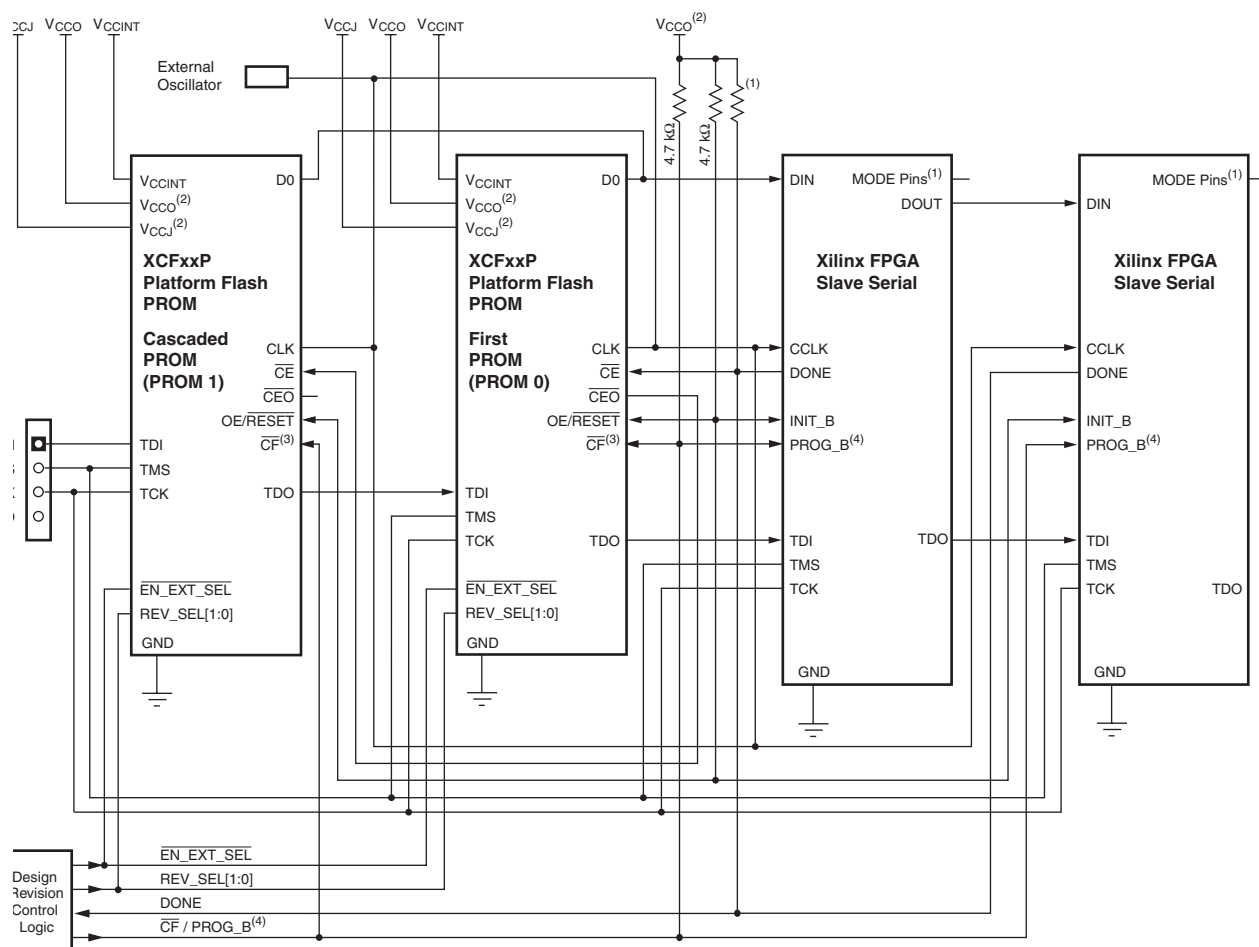 VCCO VCCINT
VCCJ VCCO VCCINT
VCCO(2)
External
Oscillator
(1)
4.7 kΩ
4.7 kΩ
VCCINT
VCCO(2)
VCCJ(2)
D0
XCFxxP
Platform Flash
PROM
Cascaded
PROM
(PROM 1)
CLK
CE
CEO
OE/RESET
CF(3)
TDI
TMS
TCK
TDO
EN_EXT_SEL
REV_SEL[1:0]
GND
VCCINT
VCCO(2)
VCCJ(2)
D0
XCFxxP
Platform Flash
PROM
First
PROM
(PROM 0)
CLK
CE
CEO
OE/RESET
CF(3)
TDI
TMS
TCK
TDO
EN_EXT_SEL
REV_SEL[1:0]
GND
DIN
MODE Pins(1)
DOUT
Xilinx FPGA
Slave Serial
CCLK
DONE
INIT_B
PROG_B(4)
TDI
TMS
TCK
TDO
GND
DIN
MODE Pins(1)
Xilinx FPGA
Slave Serial
CCLK
DONE
INIT_B
PROG_B(4)
TDI
TMS
TCK
TDO
GND
Design
Revision
Control
Logic
EN_EXT_SEL
REV_SEL[1:0]
DONE
CF / PROG_B(4)